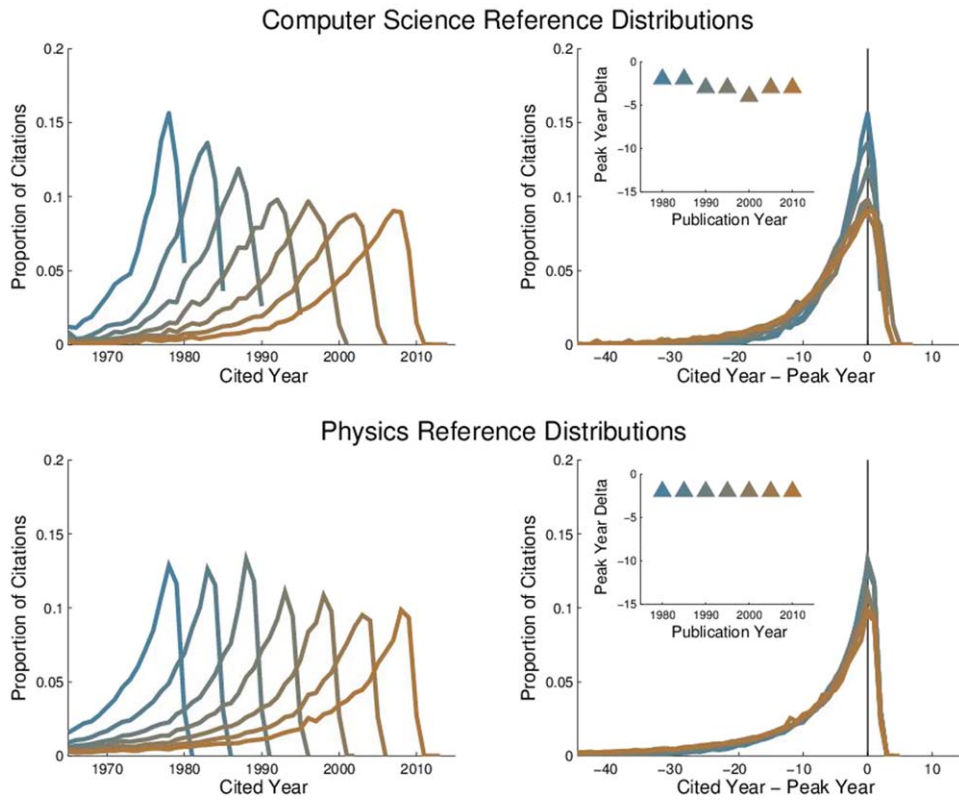 Computer Science Reference Distributions
0.2
0.15
0.1
0.05
0
Proportion of Citations
1970 1980 1990 2000 2010
Cited Year
0.2
0.15
0.1
0.05
0
Proportion of Citations
0
−5
−10
−15
Peak Year Delta
1980 1990 2000 2010
Publication Year
−40 −30 −20 −10 0 10
Cited Year − Peak Year
Physics Reference Distributions
0.2
0.15
0.1
0.05
0
Proportion of Citations
1970 1980 1990 2000 2010
Cited Year
0.2
0.15
0.1
0.05
0
Proportion of Citations
0
−5
−10
−15
Peak Year Delta
1980 1990 2000 2010
Publication Year
−40 −30 −20 −10 0 10
Cited Year − Peak Year